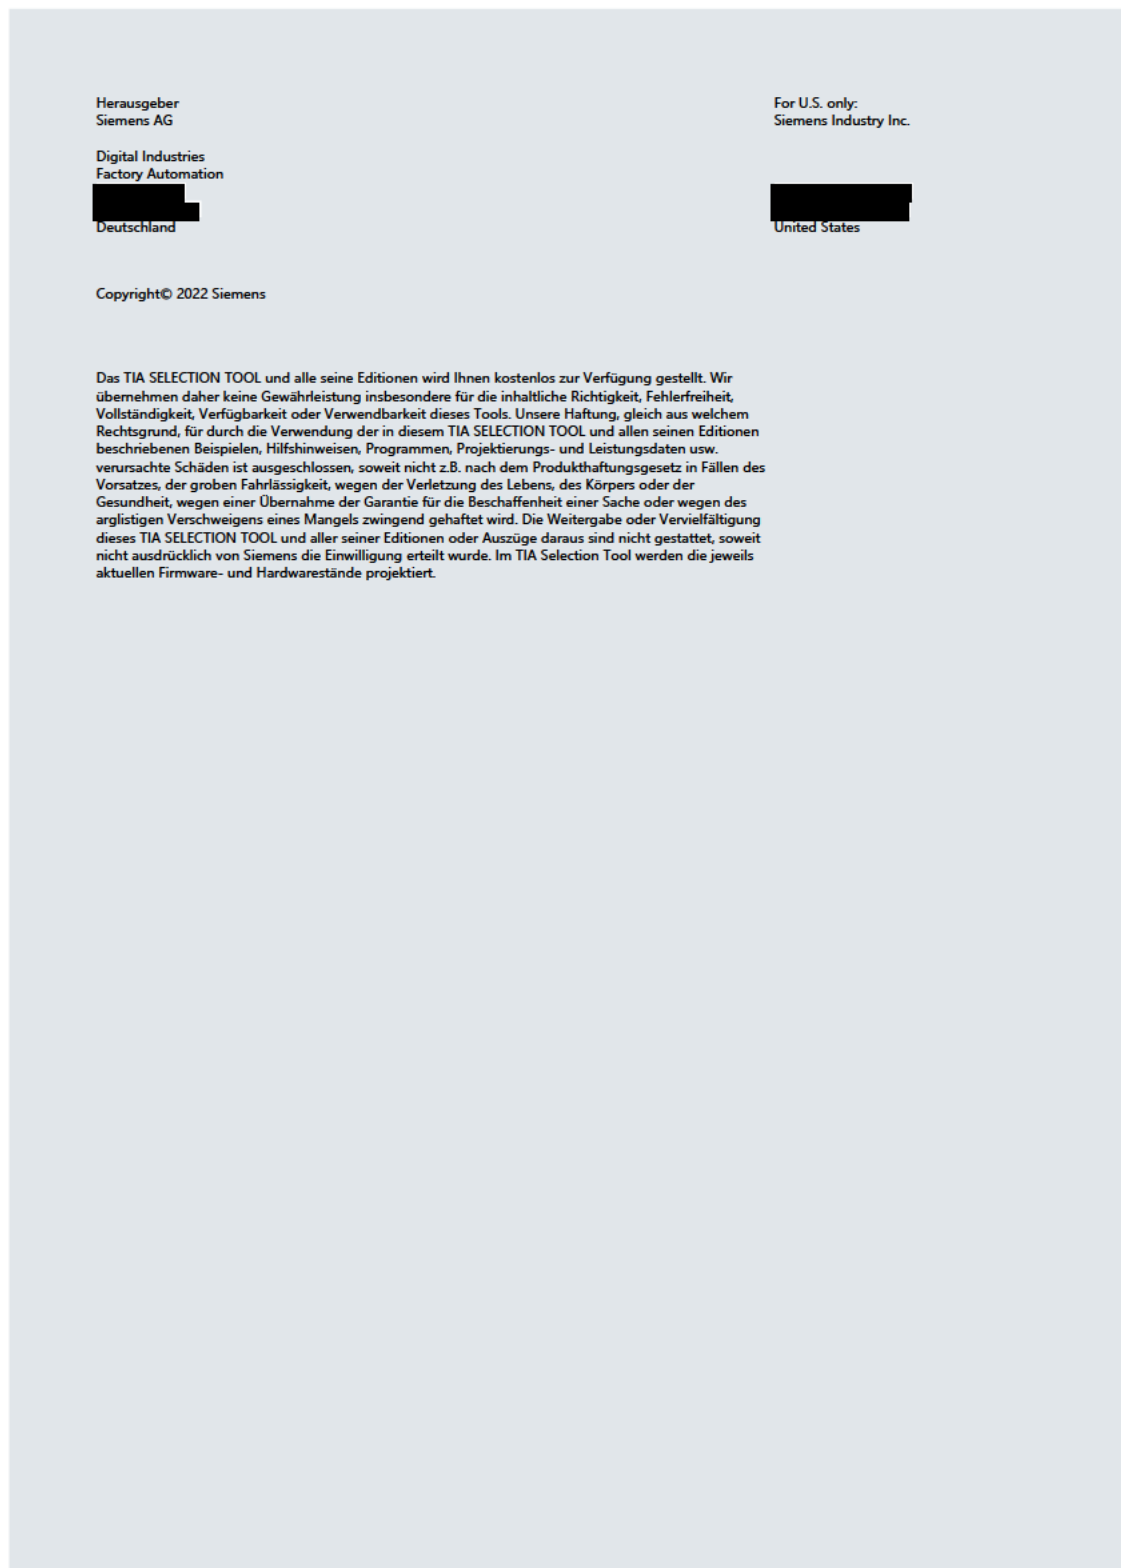 Herausgeber
Siemens AG
Digital Industries
Factory Automation
Deutschland
For U.S. only:
Siemens Industry Inc.
United States
Copyright© 2022 Siemens
Das TIA SELECTION TOOL und alle seine Editionen wird Ihnen kostenlos zur Verfügung gestellt. Wir
übernehmen daher keine Gewährleistung insbesondere für die inhaltliche Richtigkeit, Fehlerfreiheit,
Vollständigkeit, Verfügbarkeit oder Verwendbarkeit dieses Tools. Unsere Haftung, gleich aus welchem
Rechtsgrund, für durch die Verwendung der in diesem TIA SELECTION TOOL und allen seinen Editionen
beschriebenen Beispielen, Hilfshinweisen, Programmen, Projektierungs- und Leistungsdaten usw.
verursachte Schäden ist ausgeschlossen, soweit nicht z.B. nach dem Produkthaftungsgesetz in Fällen des
Vorsatzes, der groben Fahrlässigkeit, wegen der Verletzung des Lebens, des Körpers oder der
Gesundheit, wegen einer Übernahme der Garantie für die Beschaffenheit einer Sache oder wegen des
arglistigen Verschweigens eines Mangels zwingend gehaftet wird. Die Weitergabe oder Vervielfältigung
dieses TIA SELECTION TOOL und aller seiner Editionen oder Auszüge daraus sind nicht gestattet, soweit
nicht ausdrücklich von Siemens die Einwilligung erteilt wurde. Im TIA Selection Tool werden die jeweils
aktuellen Firmware- und Hardwarestände projektiert.